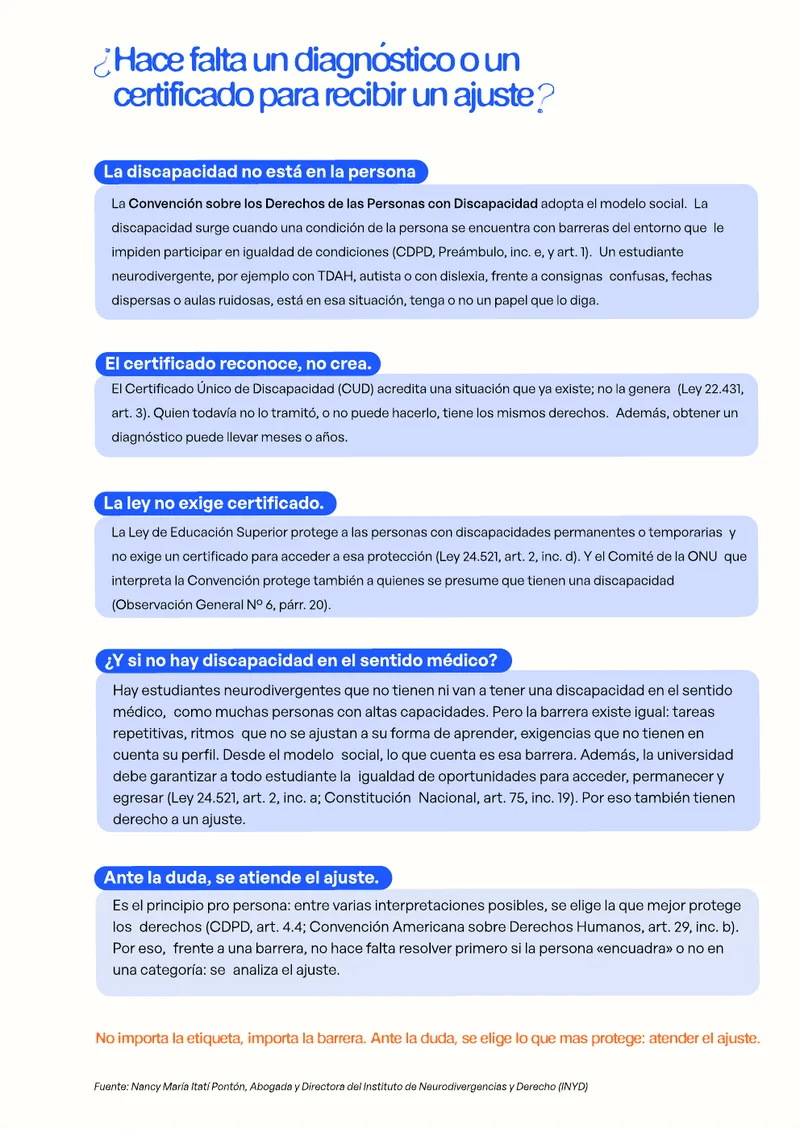 ¿Hace falta un diagnóstico o un
certificado para recibir un ajuste?
La discapacidad no está en la persona
La Convención sobre los Derechos de las Personas con Discapacidad adopta el modelo social. La
discapacidad surge cuando una condición de la persona se encuentra con barreras del entorno que le
impiden participar en igualdad de condiciones (CDPD, Preámbulo, inc. e, y art. 1). Un estudiante
neurodivergente, por ejemplo con TDAH, autista o con dislexia, frente a consignas confusas, fechas
dispersas o aulas ruidosas, está en esa situación, tenga o no un papel que lo diga.
El certificado reconoce, no crea.
El Certificado Único de Discapacidad (CUD) acredita una situación que ya existe; no la genera (Ley 22.431,
art. 3). Quien todavía no lo tramitó, o no puede hacerlo, tiene los mismos derechos. Además, obtener un
diagnóstico puede llevar meses o años.
La ley no exige certificado.
La Ley de Educación Superior protege a las personas con discapacidades permanentes o temporarias y
no exige un certificado para acceder a esa protección (Ley 24.521, art. 2, inc. d). Y el Comité de la ONU que
interpreta la Convención protege también a quienes se presume que tienen una discapacidad
(Observación General Nº 6, párr. 20).
¿Y si no hay discapacidad en el sentido médico?
Hay estudiantes neurodivergentes que no tienen ni van a tener una discapacidad en el sentido
médico, como muchas personas con altas capacidades. Pero la barrera existe igual: tareas
repetitivas, ritmos que no se ajustan a su forma de aprender, exigencias que no tienen en
cuenta su perfil. Desde el modelo social, lo que cuenta es esa barrera. Además, la universidad
debe garantizar a todo estudiante la igualdad de oportunidades para acceder, permanecer y
egresar (Ley 24.521, art. 2, inc. a; Constitución Nacional, art. 75, inc. 19). Por eso también tienen
derecho a un ajuste.
Ante la duda, se atiende el ajuste.
Es el principio pro persona: entre varias interpretaciones posibles, se elige la que mejor protege
los derechos (CDPD, art. 4.4; Convención Americana sobre Derechos Humanos, art. 29, inc. b).
Por eso, frente a una barrera, no hace falta resolver primero si la persona «encuadra» o no en
una categoría: se analiza el ajuste.
No importa la etiqueta, importa la barrera. Ante la duda, se elige lo que mas protege: atender el ajuste.
Fuente: Nancy María Itatí Pontón, Abogada y Directora del Instituto de Neurodivergencias y Derecho (INYD)